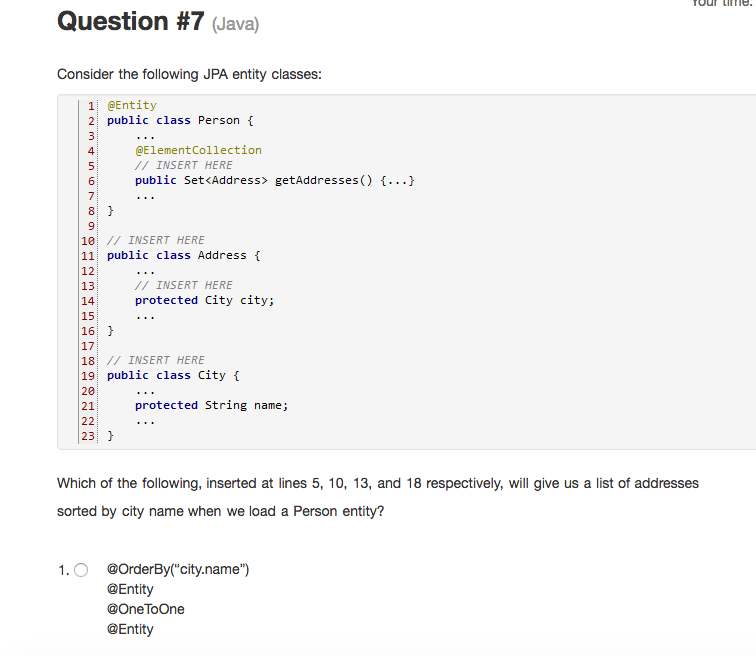 Your time:
Question #7 (Java)
Consider the following JPA entity classes:
1 @Entity
2 public class Person {
3 ...
4 @ElementCollection
5 // INSERT HERE
6 public Set<Address> getAddresses() {...}
7 ...
8 }
9
10 // INSERT HERE
11 public class Address {
12 ...
13 // INSERT HERE
14 protected City city;
15 ...
16 }
17
18 // INSERT HERE
19 public class City {
20 ...
21 protected String name;
22 ...
23 }
Which of the following, inserted at lines 5, 10, 13, and 18 respectively, will give us a list of addresses
sorted by city name when we load a Person entity?
1. @OrderBy(“city.name”)
@Entity
@OneToOne
@Entity